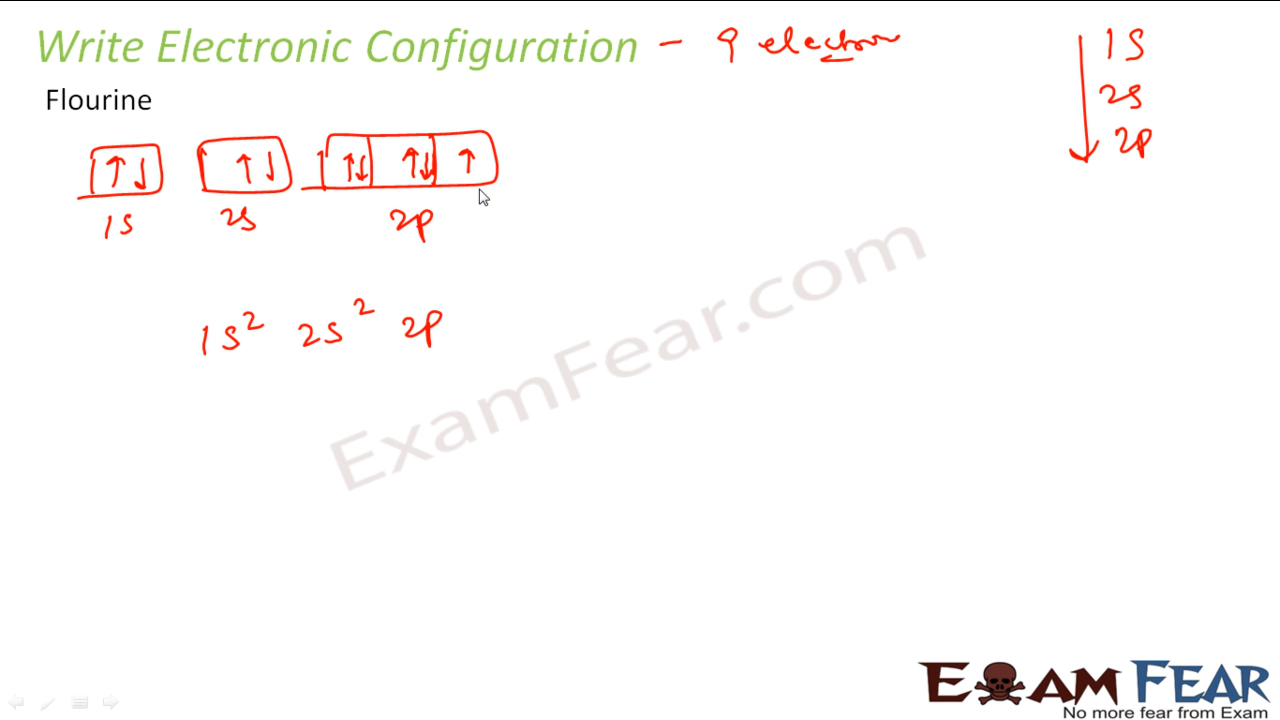 Write Electronic Configuration - 9 electron
Flourine
1s
2s
2p
↑↓ ↑↓ ↑↓ ↑↓ ↑
1s 2s 2p
1s² 2s² 2p
ExamFear.com
EXAM FEAR
No more fear from Exam